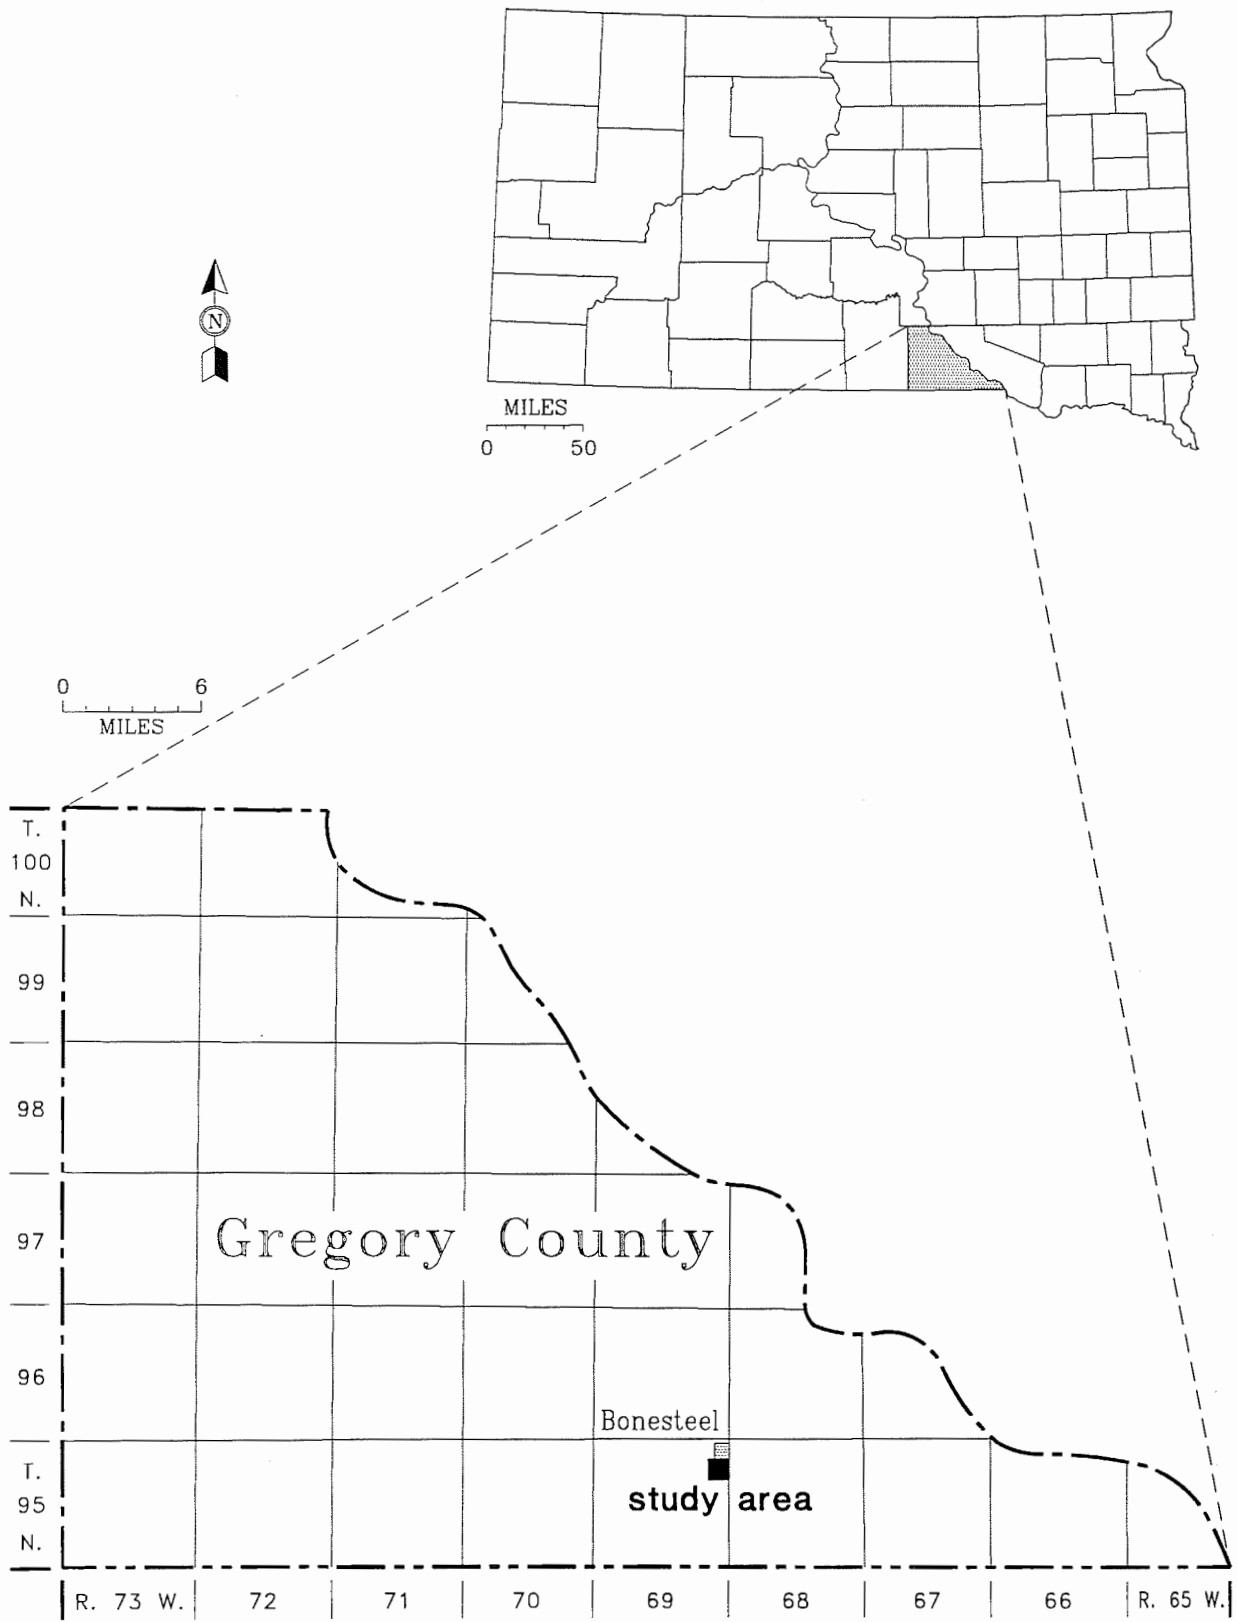 N
MILES
0 50
0 6
MILES
T.
100
N.
99
98
97
Gregory County
96
Bonesteel
T.
95
N.
study area
R. 73 W. 72 71 70 69 68 67 66 R. 65 W.